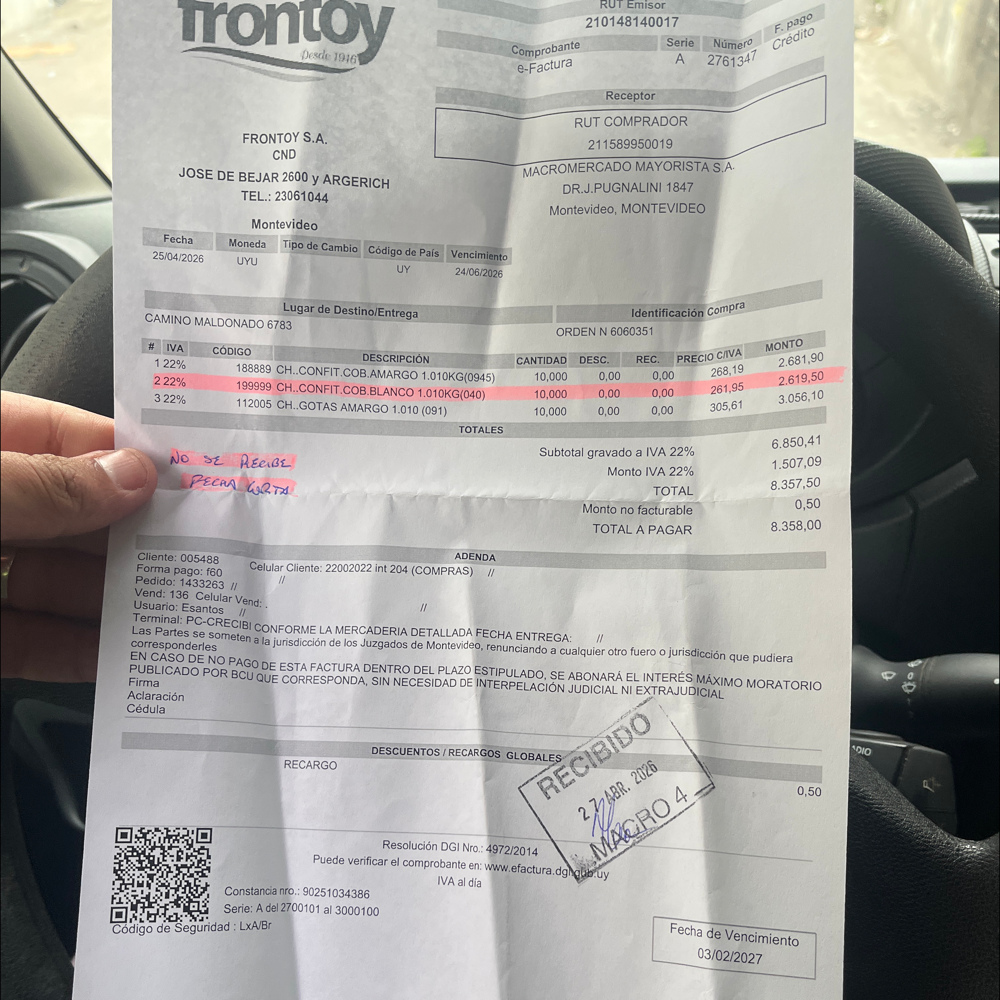 frontoy
Desde 1946
RUT Emisor
210148140017
Comprobante Serie Número F. pago
e-Factura A 2761347 Crédito
Receptor
RUT COMPRADOR
211589950019
MACROMERCADO MAYORISTA S.A.
DR.J.PUGNALINI 1847
Montevideo, MONTEVIDEO
FRONTOY S.A.
CND
JOSE DE BEJAR 2600 y ARGERICH
TEL.: 23061044
Montevideo
Fecha Moneda Tipo de Cambio Código de País Vencimiento
25/04/2026 UYU UY 24/06/2026
Lugar de Destino/Entrega Identificación Compra
CAMINO MALDONADO 6783 ORDEN N 6060351
# IVA CÓDIGO DESCRIPCIÓN CANTIDAD DESC. REC. PRECIO C/IVA MONTO
1 22% 188889 CH..CONFIT.COB.AMARGO 1.010KG(0945) 10,000 0,00 0,00 268,19 2.681,90
2 22% 199999 CH..CONFIT.COB.BLANCO 1.010KG(040) 10,000 0,00 0,00 261,95 2.619,50
3 22% 112005 CH..GOTAS AMARGO 1.010 (091) 10,000 0,00 0,00 305,61 3.056,10
TOTALES
Subtotal gravado a IVA 22% 6.850,41
Monto IVA 22% 1.507,09
TOTAL 8.357,50
Monto no facturable 0,50
TOTAL A PAGAR 8.358,00
NO SE RECIBE
FECHA CORTA
ADENDA
Cliente: 005488 Celular Cliente: 22002022 int 204 (COMPRAS) //
Forma pago: f60 //
Pedido: 1433263 //
Vend: 136 Celular Vend: . //
Usuario: Esantos //
Terminal: PC-CRECIBI CONFORME LA MERCADERIA DETALLADA FECHA ENTREGA: //
Las Partes se someten a la jurisdicción de los Juzgados de Montevideo, renunciando a cualquier otro fuero o jurisdicción que pudiera
corresponderles
EN CASO DE NO PAGO DE ESTA FACTURA DENTRO DEL PLAZO ESTIPULADO, SE ABONARÁ EL INTERÉS MÁXIMO MORATORIO
PUBLICADO POR BCU QUE CORRESPONDA, SIN NECESIDAD DE INTERPELACIÓN JUDICIAL NI EXTRAJUDICIAL
Firma
Aclaración
Cédula
DESCUENTOS / RECARGOS GLOBALES
RECARGO 0,50
RECIBIDO
27 ABR. 2026
MACRO 4
Resolución DGI Nro.: 4972/2014
Puede verificar el comprobante en: www.efactura.dgi.gub.uy
IVA al día
Constancia nro.: 90251034386
Serie: A del 2700101 al 3000100
Código de Seguridad : LxA/Br
Fecha de Vencimiento
03/02/2027